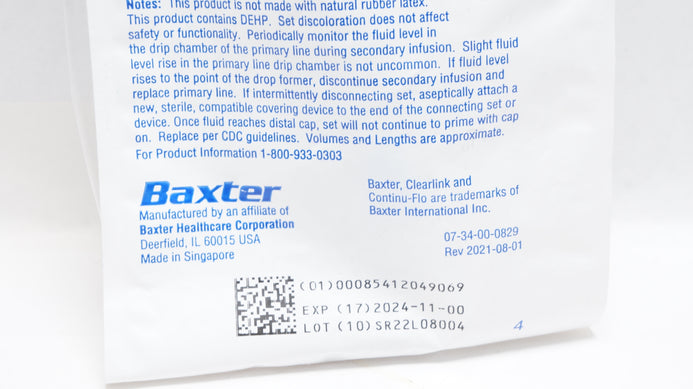 Notes: This product is not made with natural rubber latex.
This product contains DEHP. Set discoloration does not affect
safety or functionality. Periodically monitor the fluid level in
the drip chamber of the primary line during secondary infusion. Slight fluid
level rise in the primary line drip chamber is not uncommon. If fluid level
rises to the point of the drop former, discontinue secondary infusion and
replace primary line. If intermittently disconnecting set, aseptically attach a
new, sterile, compatible covering device to the end of the connecting set or
device. Once fluid reaches distal cap, set will not continue to prime with cap
on. Replace per CDC guidelines. Volumes and Lengths are approximate.
For Product Information 1-800-933-0303
Baxter
Manufactured by an affiliate of
Baxter Healthcare Corporation
Deerfield, IL 60015 USA
Made in Singapore
Baxter, Clearlink and
Continu-Flo are trademarks of
Baxter International Inc.
07-34-00-0829
Rev 2021-08-01
(01)00085412049069
EXP (17)2024-11-00
LOT (10)SR22L08004
4